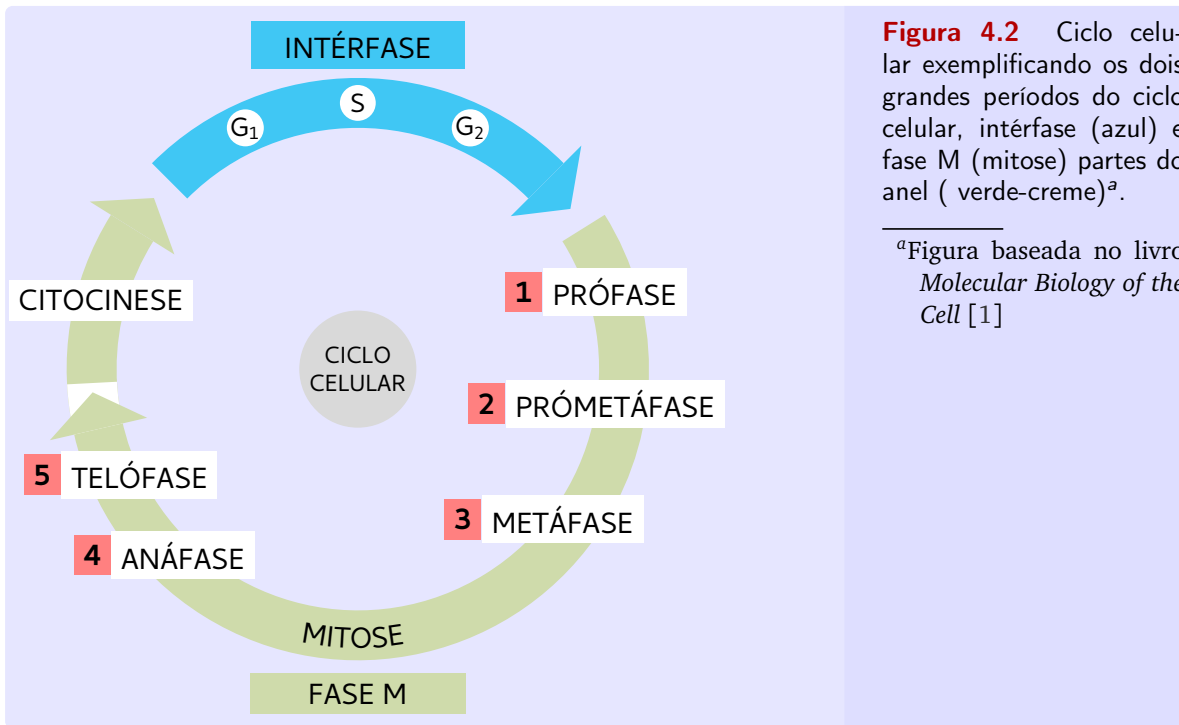 INTÉRFASE
G₁
S
G₂
1 PRÓFASE
2 PRÓMETÁFASE
3 METÁFASE
4 ANÁFASE
5 TELÓFASE
CITOCINESE
CICLO
CELULAR
MITOSE
FASE M
Figura 4.2 Ciclo celu-
lar exemplificando os dois
grandes períodos do ciclo
celular, intérfase (azul) e
fase M (mitose) partes do
anel ( verde-creme)ᵃ.
ᵃFigura baseada no livro
Molecular Biology of the
Cell [1]